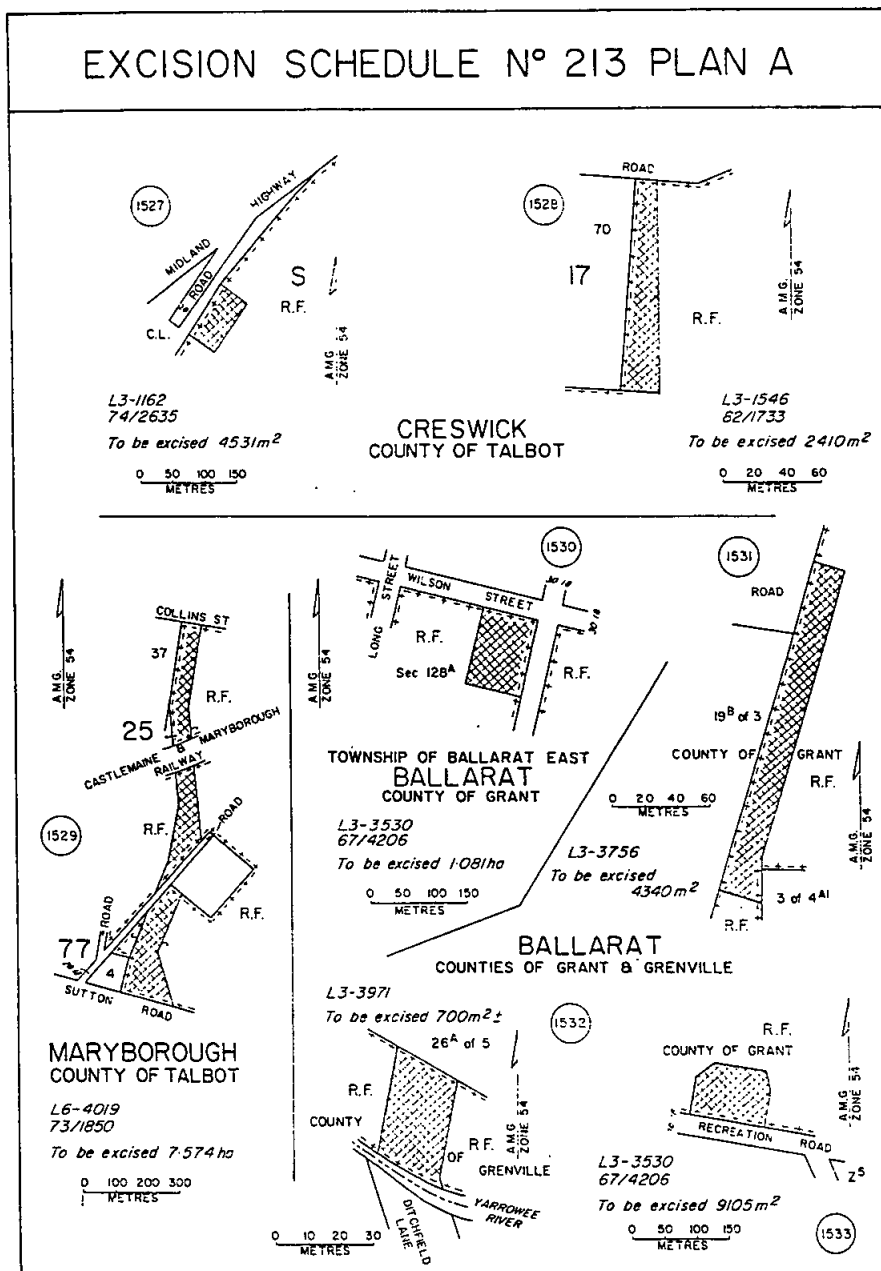 EXCISION SCHEDULE Nº 213 PLAN A
1527
MIDLAND
HIGHWAY
ROAD
S
R.F.
C.L.
A.M.G.
ZONE 54
L3-1162
74/2635
To be excised 4531m²
0 50 100 150
METRES
1528
ROAD
70
17
R.F.
A.M.G.
ZONE 54
L3-1546
62/1733
To be excised 2410m²
0 20 40 60
METRES
CRESWICK
COUNTY OF TALBOT
A.M.G.
ZONE 54
COLLINS ST
37
R.F.
25
CASTLEMAINE & MARYBOROUGH
RAILWAY
1529
R.F.
ROAD
R.F.
ROAD
77
4
SUTTON ROAD
MARYBOROUGH
COUNTY OF TALBOT
L6-4019
73/1850
To be excised 7·574ha
0 100 200 300
METRES
A.M.G.
ZONE 54
1530
LONG STREET
WILSON STREET
30·18
30·18
R.F.
Sec 128ᴬ
R.F.
TOWNSHIP OF BALLARAT EAST
BALLARAT
COUNTY OF GRANT
L3-3530
67/4206
To be excised 1·081ha
0 50 100 150
METRES
1531
ROAD
19ᴮ of 3
COUNTY OF GRANT
R.F.
0 20 40 60
METRES
A.M.G.
ZONE 54
L3-3756
To be excised
4340m²
3 of 4ᴬ¹
R.F.
BALLARAT
COUNTIES OF GRANT & GRENVILLE
L3-3971
To be excised 700m²±
1532
26ᴬ of 5
R.F.
A.M.G
ZONE 54
COUNTY OF GRENVILLE
R.F.
YARROWEE
RIVER
DITCHFIELD
LANE
0 10 20 30
METRES
R.F.
COUNTY OF GRANT
A.M.G
ZONE 54
RECREATION ROAD
Z⁵
L3-3530
67/4206
To be excised 9105m²
0 50 100 150
METRES
1533